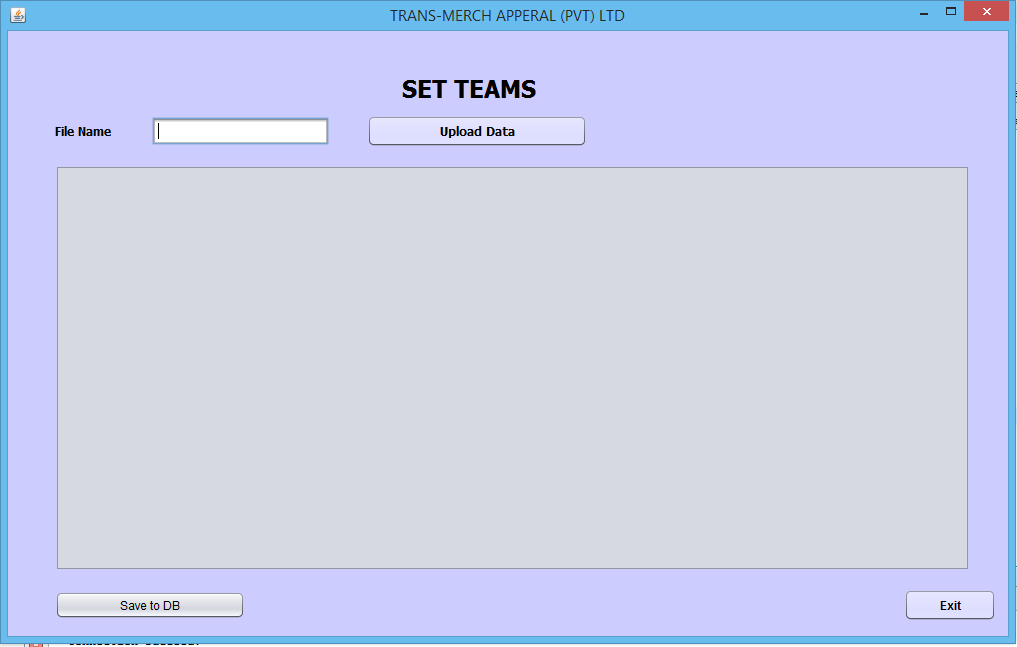 TRANS-MERCH APPERAL (PVT) LTD
SET TEAMS
File Name
Upload Data
Save to DB
Exit